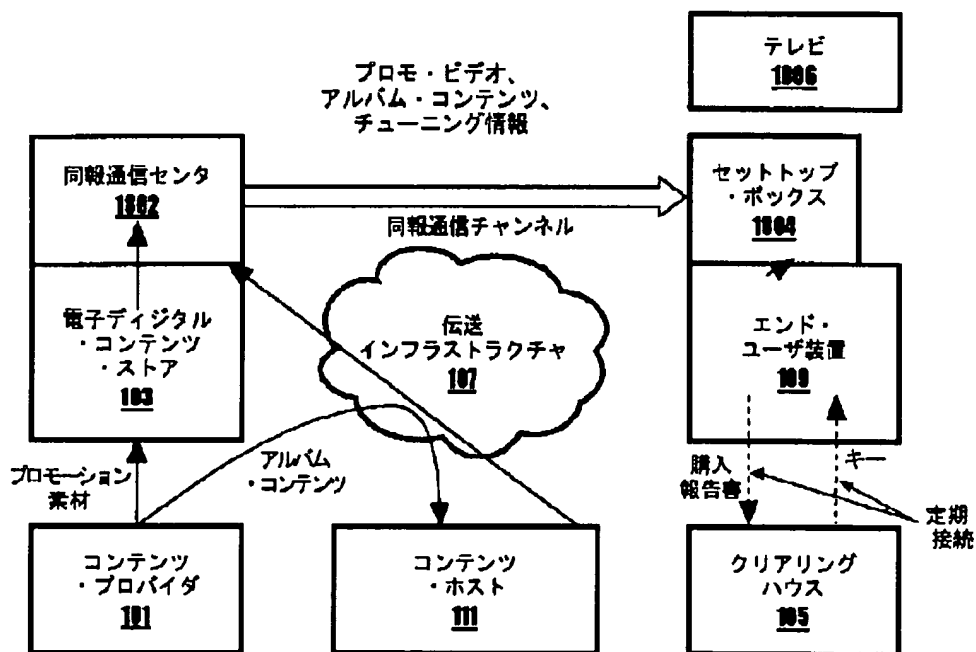 テレビ
1806
プロモ・ビデオ、
アルバム・コンテンツ、
チューニング情報
同報通信センタ
1802
セットトップ
・ボックス
1804
同報通信チャンネル
電子ディジタル
・コンテンツ
・ストア
103
伝送
インフラストラクチャ
107
エンド・
ユーザ装置
109
プロモーション
素材
アルバム
・コンテンツ
購入
報告書
キー
定期
接続
コンテンツ
・プロバイダ
101
コンテンツ
・ホスト
111
クリアリング
ハウス
105